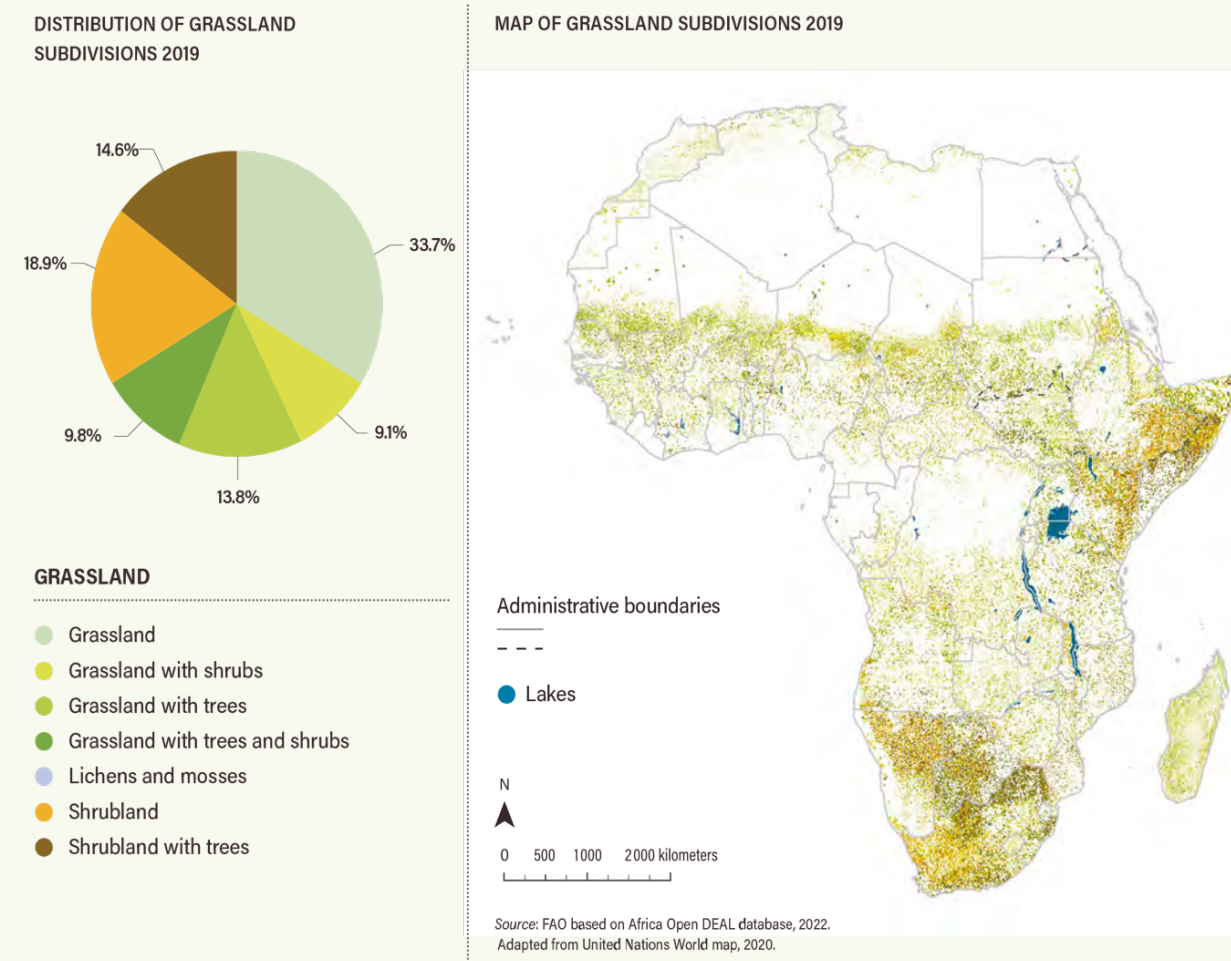 DISTRIBUTION OF GRASSLAND
SUBDIVISIONS 2019
14.6%
33.7%
18.9%
9.8%
9.1%
13.8%
GRASSLAND
Grassland
Grassland with shrubs
Grassland with trees
Grassland with trees and shrubs
Lichens and mosses
Shrubland
Shrubland with trees
MAP OF GRASSLAND SUBDIVISIONS 2019
Administrative boundaries
Lakes
N
0 500 1000 2 000 kilometers
Source: FAO based on Africa Open DEAL database, 2022.
Adapted from United Nations World map, 2020.